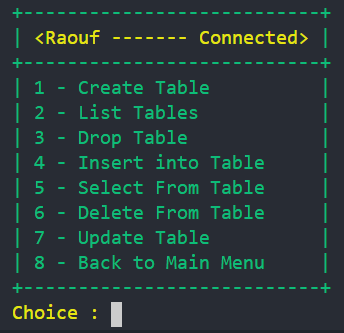 +----------------------------+
| <Raouf ------- Connected> |
+----------------------------+
| 1 - Create Table |
| 2 - List Tables |
| 3 - Drop Table |
| 4 - Insert into Table |
| 5 - Select From Table |
| 6 - Delete From Table |
| 7 - Update Table |
| 8 - Back to Main Menu |
+----------------------------+
Choice :